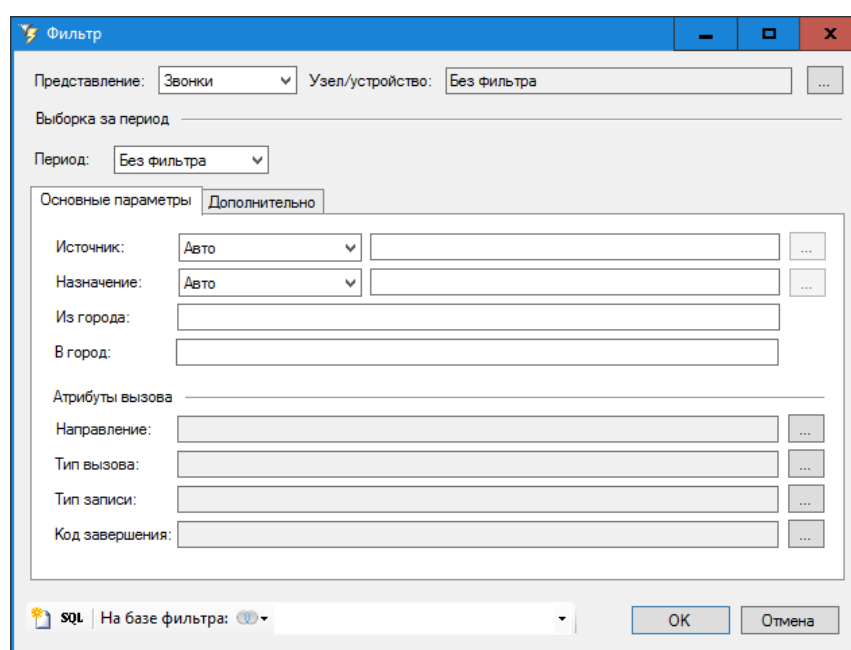 Фильтр
Представление: Звонки Узел/устройство: Без фильтра ...
Выборка за период
Период: Без фильтра
Основные параметры Дополнительно
Источник: Авто ...
Назначение: Авто ...
Из города:
В город:
Атрибуты вызова
Направление: ...
Тип вызова: ...
Тип записи: ...
Код завершения: ...
SQL На базе фильтра: OK Отмена